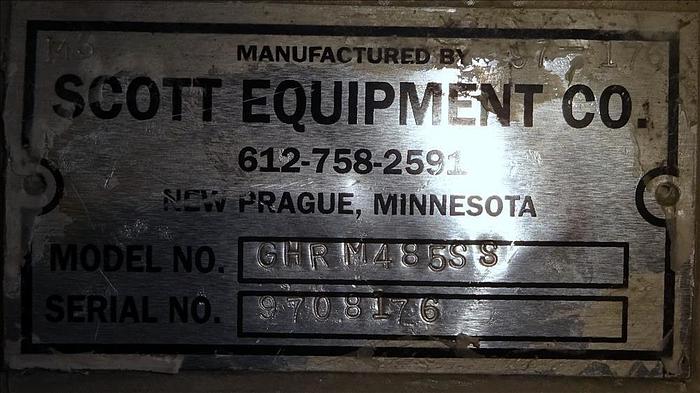 MANUFACTURED BY
SCOTT EQUIPMENT CO.
612-758-2591
NEW PRAGUE, MINNESOTA
MODEL NO. GHRM485SS
SERIAL NO. 9708176